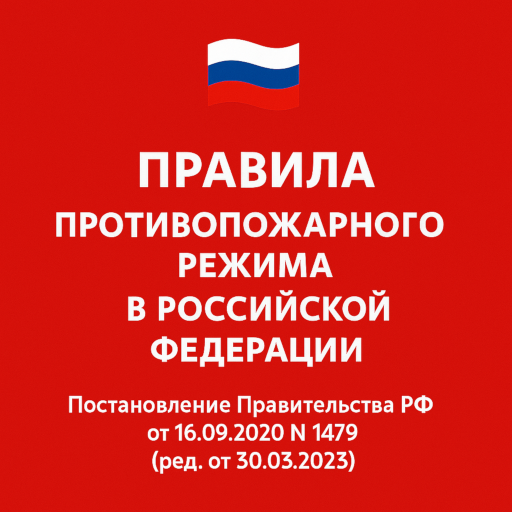 ПРАВИЛА
ПРОТИВОПОЖАРНОГО
РЕЖИМА
В РОССИЙСКОЙ
ФЕДЕРАЦИИ
Постановление Правительства РФ
от 16.09.2020 N 1479
(ред. от 30.03.2023)